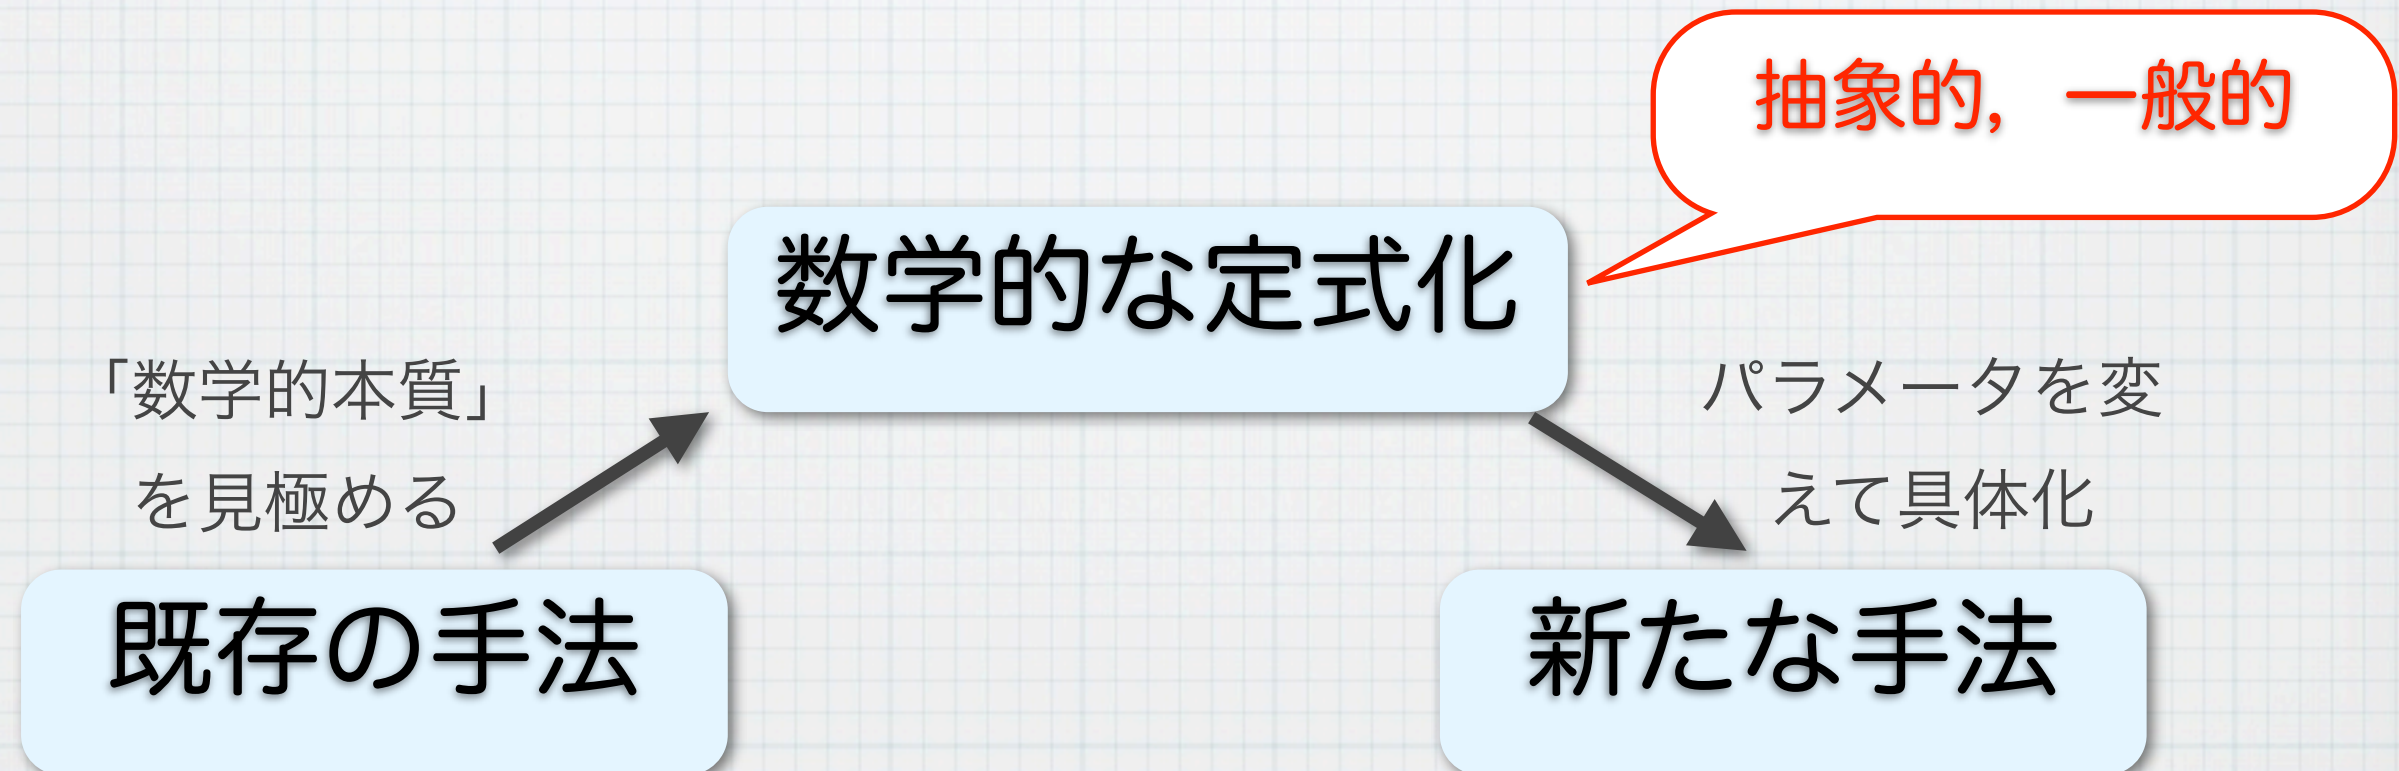 抽象的，一般的
数学的な定式化
「数学的本質」
を見極める
パラメータを変
えて具体化
既存の手法
新たな手法